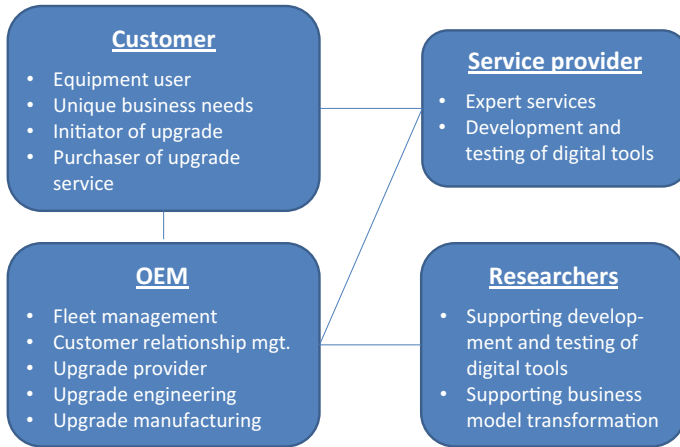 Customer
• Equipment user
• Unique business needs
• Initiator of upgrade
• Purchaser of upgrade
service
Service provider
• Expert services
• Development and
testing of digital tools
OEM
• Fleet management
• Customer relationship mgt.
• Upgrade provider
• Upgrade engineering
• Upgrade manufacturing
Researchers
• Supporting develop-
ment and testing of
digital tools
• Supporting business
model transformation